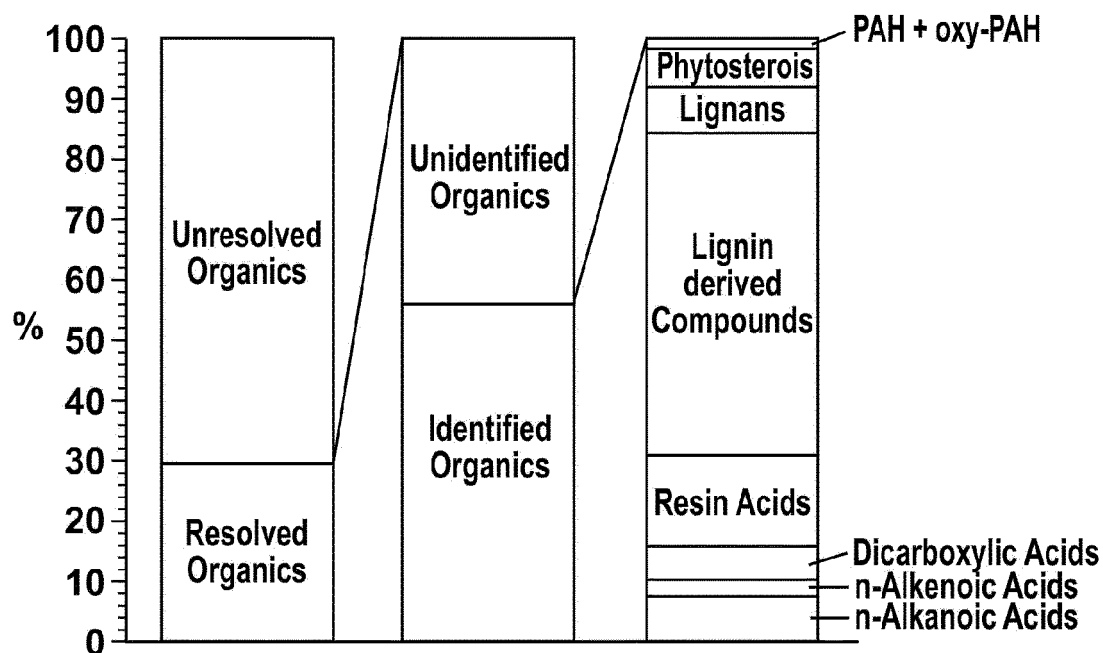 100
90
80
70
60
50
40
30
20
10
0
%
Unresolved
Organics
Resolved
Organics
Unidentified
Organics
Identified
Organics
PAH + oxy-PAH
Phytosterois
Lignans
Lignin
derived
Compounds
Resin Acids
Dicarboxylic Acids
n-Alkenoic Acids
n-Alkanoic Acids